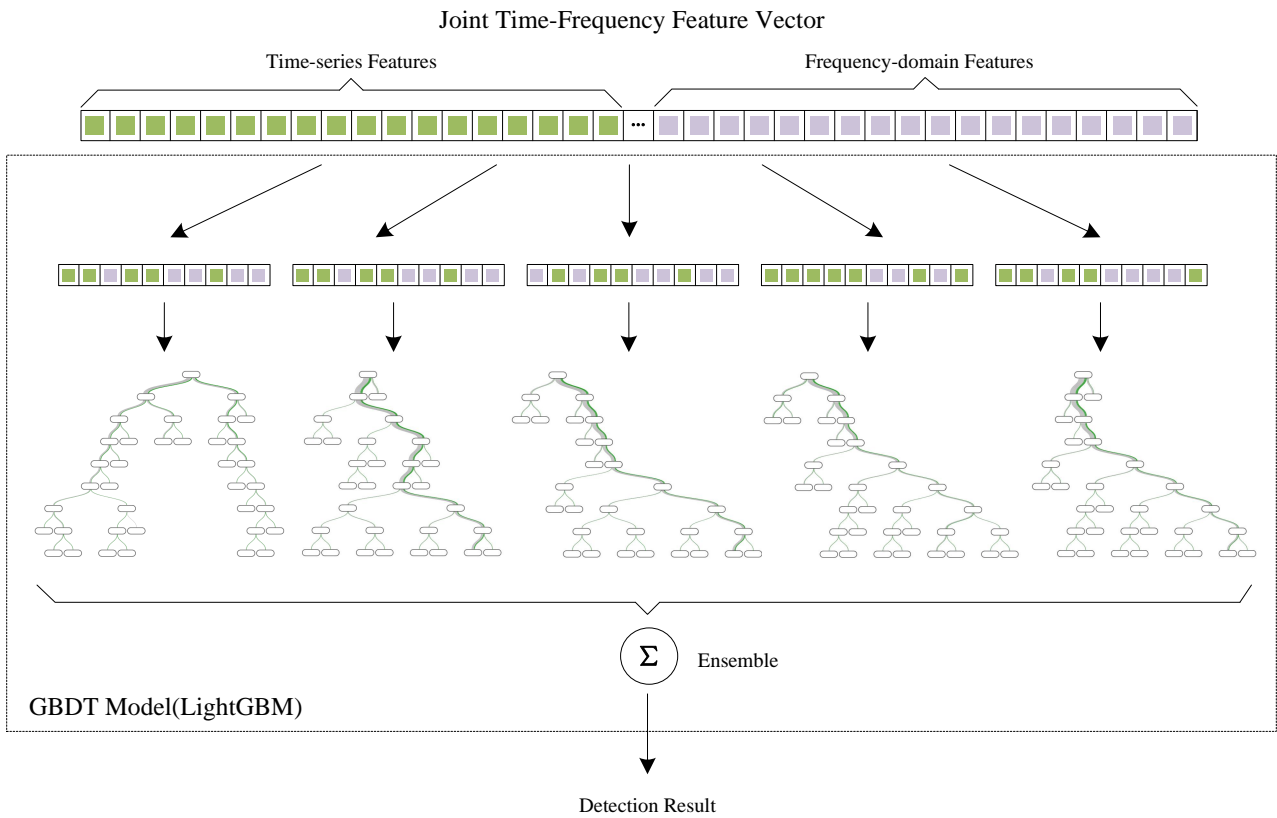 Joint Time-Frequency Feature Vector
Time-series Features
Frequency-domain Features
...
Σ
Ensemble
GBDT Model(LightGBM)
Detection Result